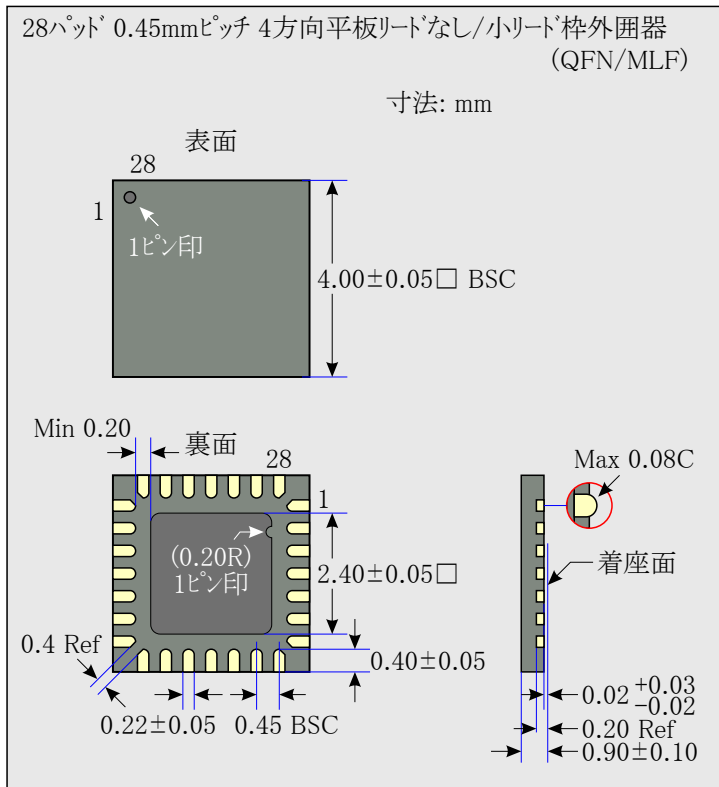 28ﾊﾟｯﾄﾞ 0.45mmﾋﾟｯﾁ 4方向平板ﾘｰﾄﾞなし/小ﾘｰﾄﾞ枠外囲器
(QFN/MLF)
寸法: mm
表面
28
1
1ﾋﾟﾝ印
4.00±0.05□ BSC
Min 0.20
裏面
28
1
(0.20R)
1ﾋﾟﾝ印
2.40±0.05□
0.4 Ref
0.40±0.05
0.22±0.05
0.45 BSC
Max 0.08C
着座面
0.02 +0.03
-0.02
0.20 Ref
0.90±0.10